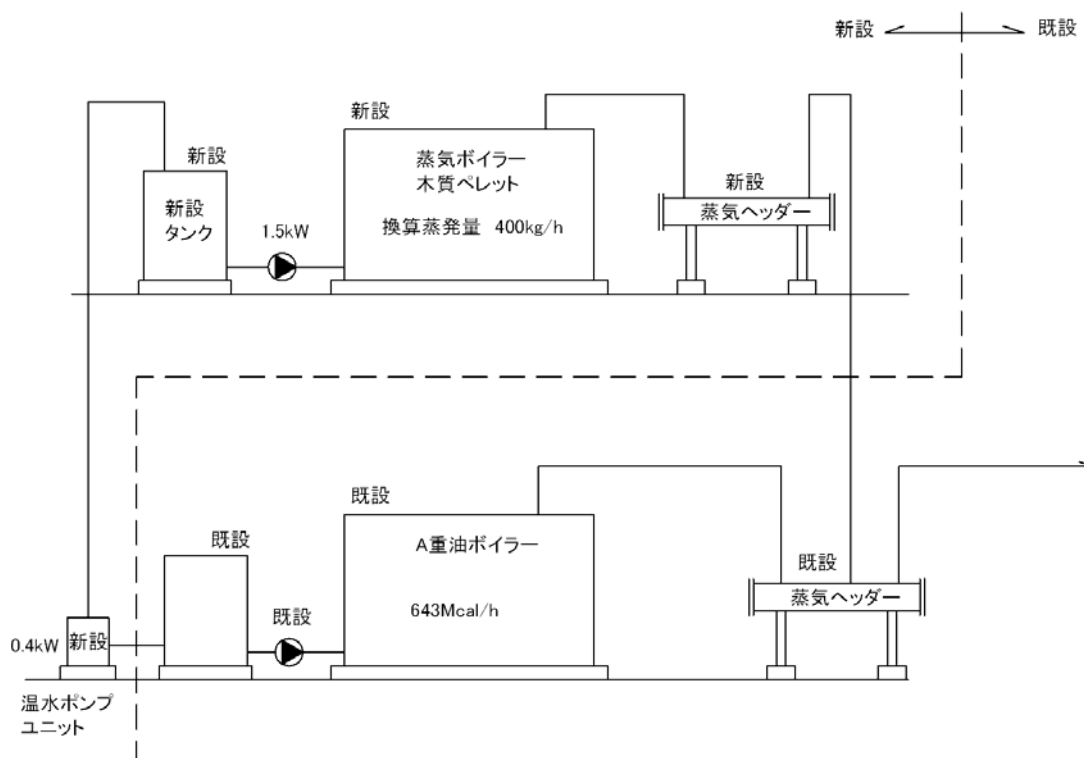 新設
既設
新設
蒸気ボイラー
木質ペレット
換算蒸発量 400kg/h
新設
新設
タンク
1.5kW
新設
蒸気ヘッダー
既設
A重油ボイラー
643Mcal/h
既設
既設
既設
蒸気ヘッダー
0.4kW
新設
温水ポンプ
ユニット